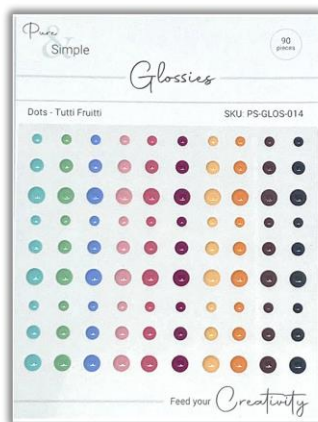 Pure
&
Simple
90
pieces
Glossies
Dots - Tutti Fruitti
SKU: PS-GLOS-014
Feed your Creativity